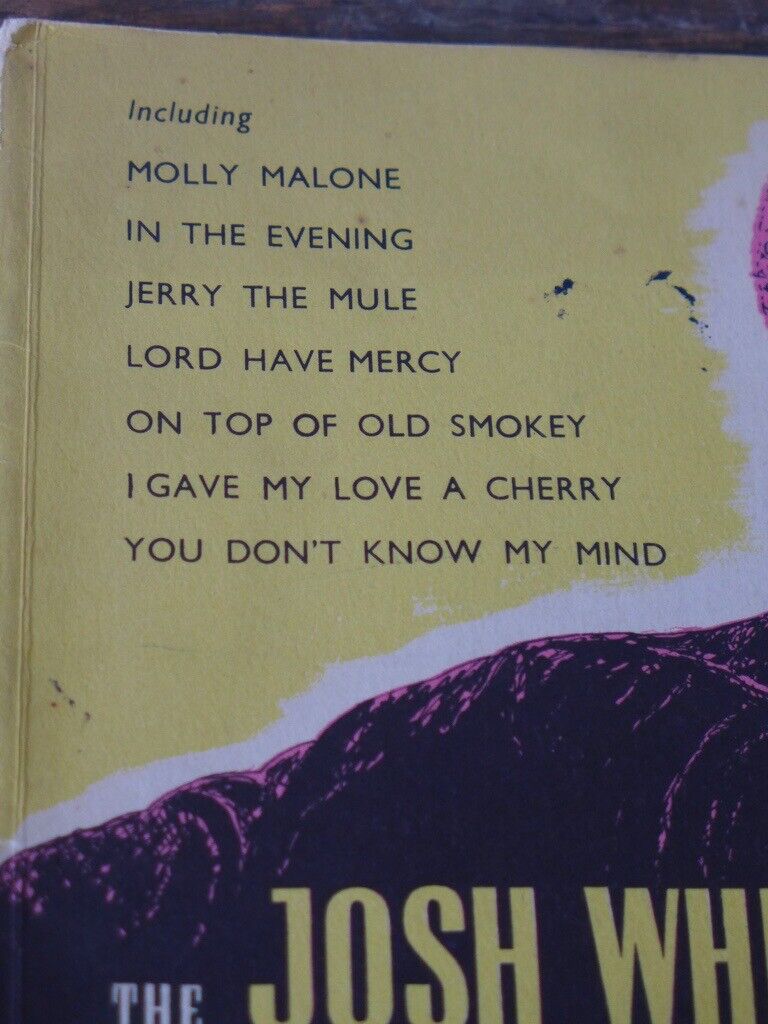 Including
MOLLY MALONE
IN THE EVENING
JERRY THE MULE
LORD HAVE MERCY
ON TOP OF OLD SMOKEY
I GAVE MY LOVE A CHERRY
YOU DON'T KNOW MY MIND
THE JOSH WHI